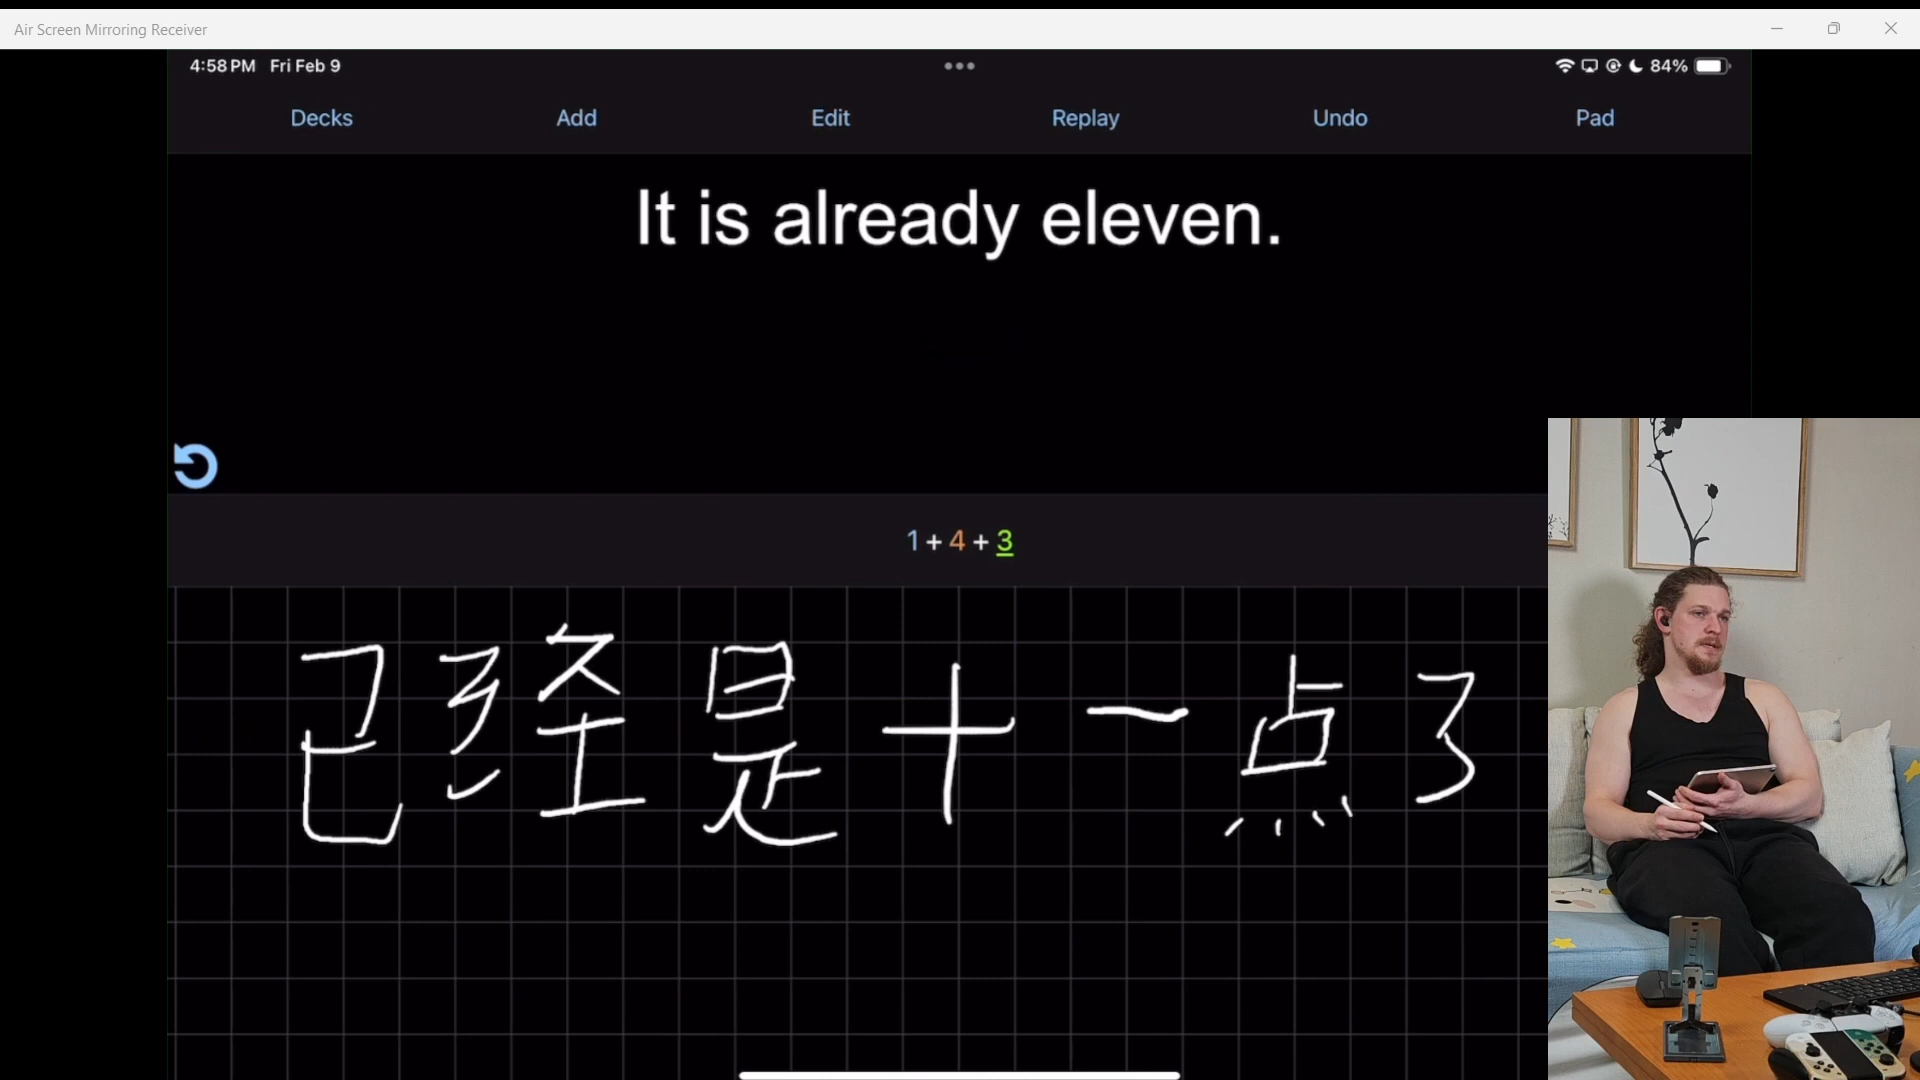 Air Screen Mirroring Receiver
4:58 PM Fri Feb 9 84%
Decks Add Edit Replay Undo Pad
It is already eleven.
1 + 4 + 3
已经是十一点了